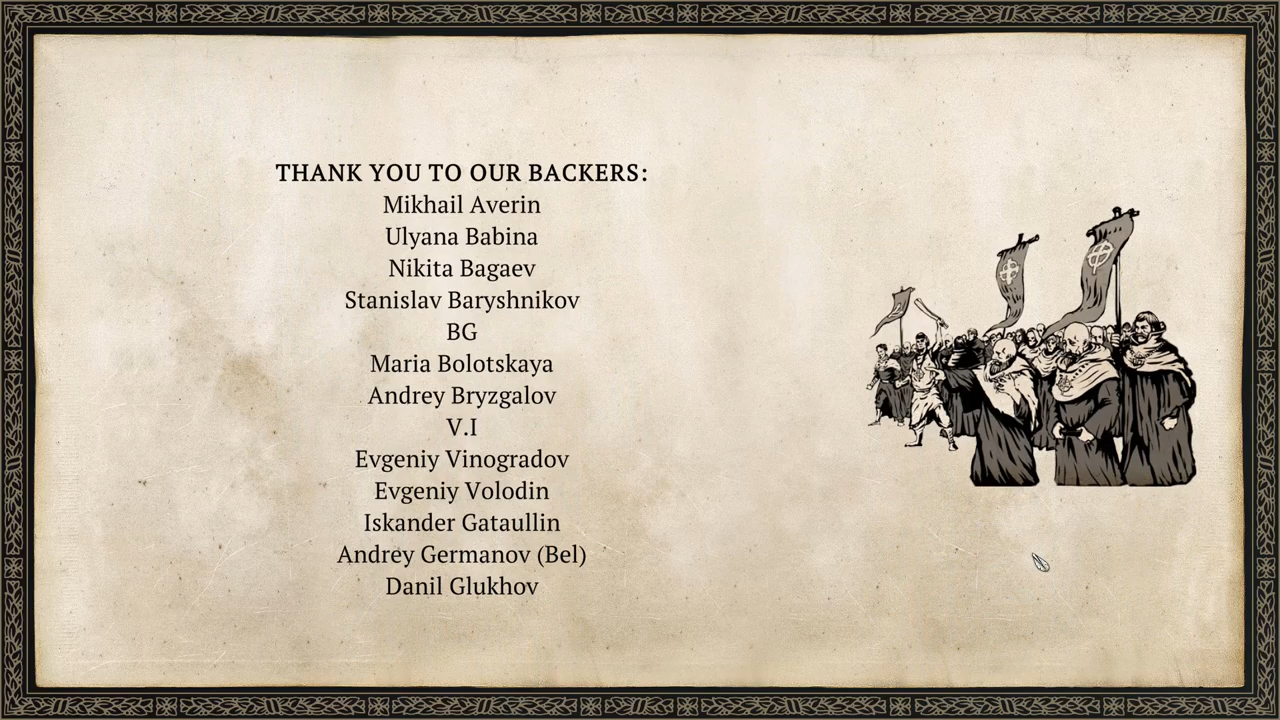 THANK YOU TO OUR BACKERS:
Mikhail Averin
Ulyana Babina
Nikita Bagaev
Stanislav Baryshnikov
BG
Maria Bolotskaya
Andrey Bryzgalov
V.I
Evgeniy Vinogradov
Evgeniy Volodin
Iskander Gataullin
Andrey Germanov (Bel)
Danil Glukhov